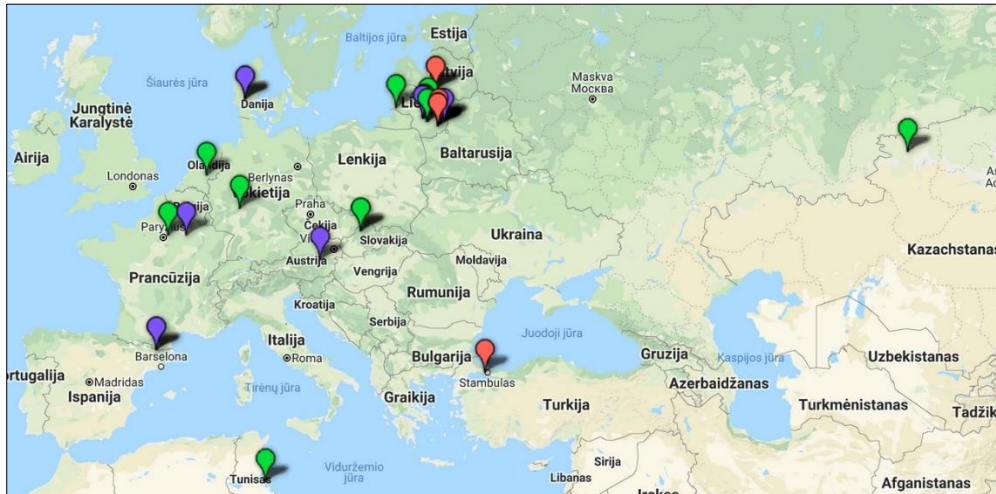 Estija
Baltijos jūra
Latvija
Maskva
Москва
Šiaurės jūra
Danija
Jungtinė
Karalystė
Airija
Baltarusija
Olandija
Londonas
Berlynas
Lenkija
Vokietija
Belgija
Praha
Čekija
Paryžius
Slovakija
Ukraina
Kazachstanas
Austrija
Moldavija
Vengrija
Prancūzija
Rumunija
Kroatija
Serbija
Italija
Juodoji jūra
Bulgarija
Gruzija
Kaspijos jūra
Uzbekistanas
Barselona
Roma
ortugalija
Madridas
Stambulas
Azerbaidžanas
Ispanija
Tirėnų jūra
Graikija
Turkija
Turkmėnistanas
Tadžik
Tunisas
Viduržemio
jūra
Sirija
Libanas
Irakas
Afganistanas